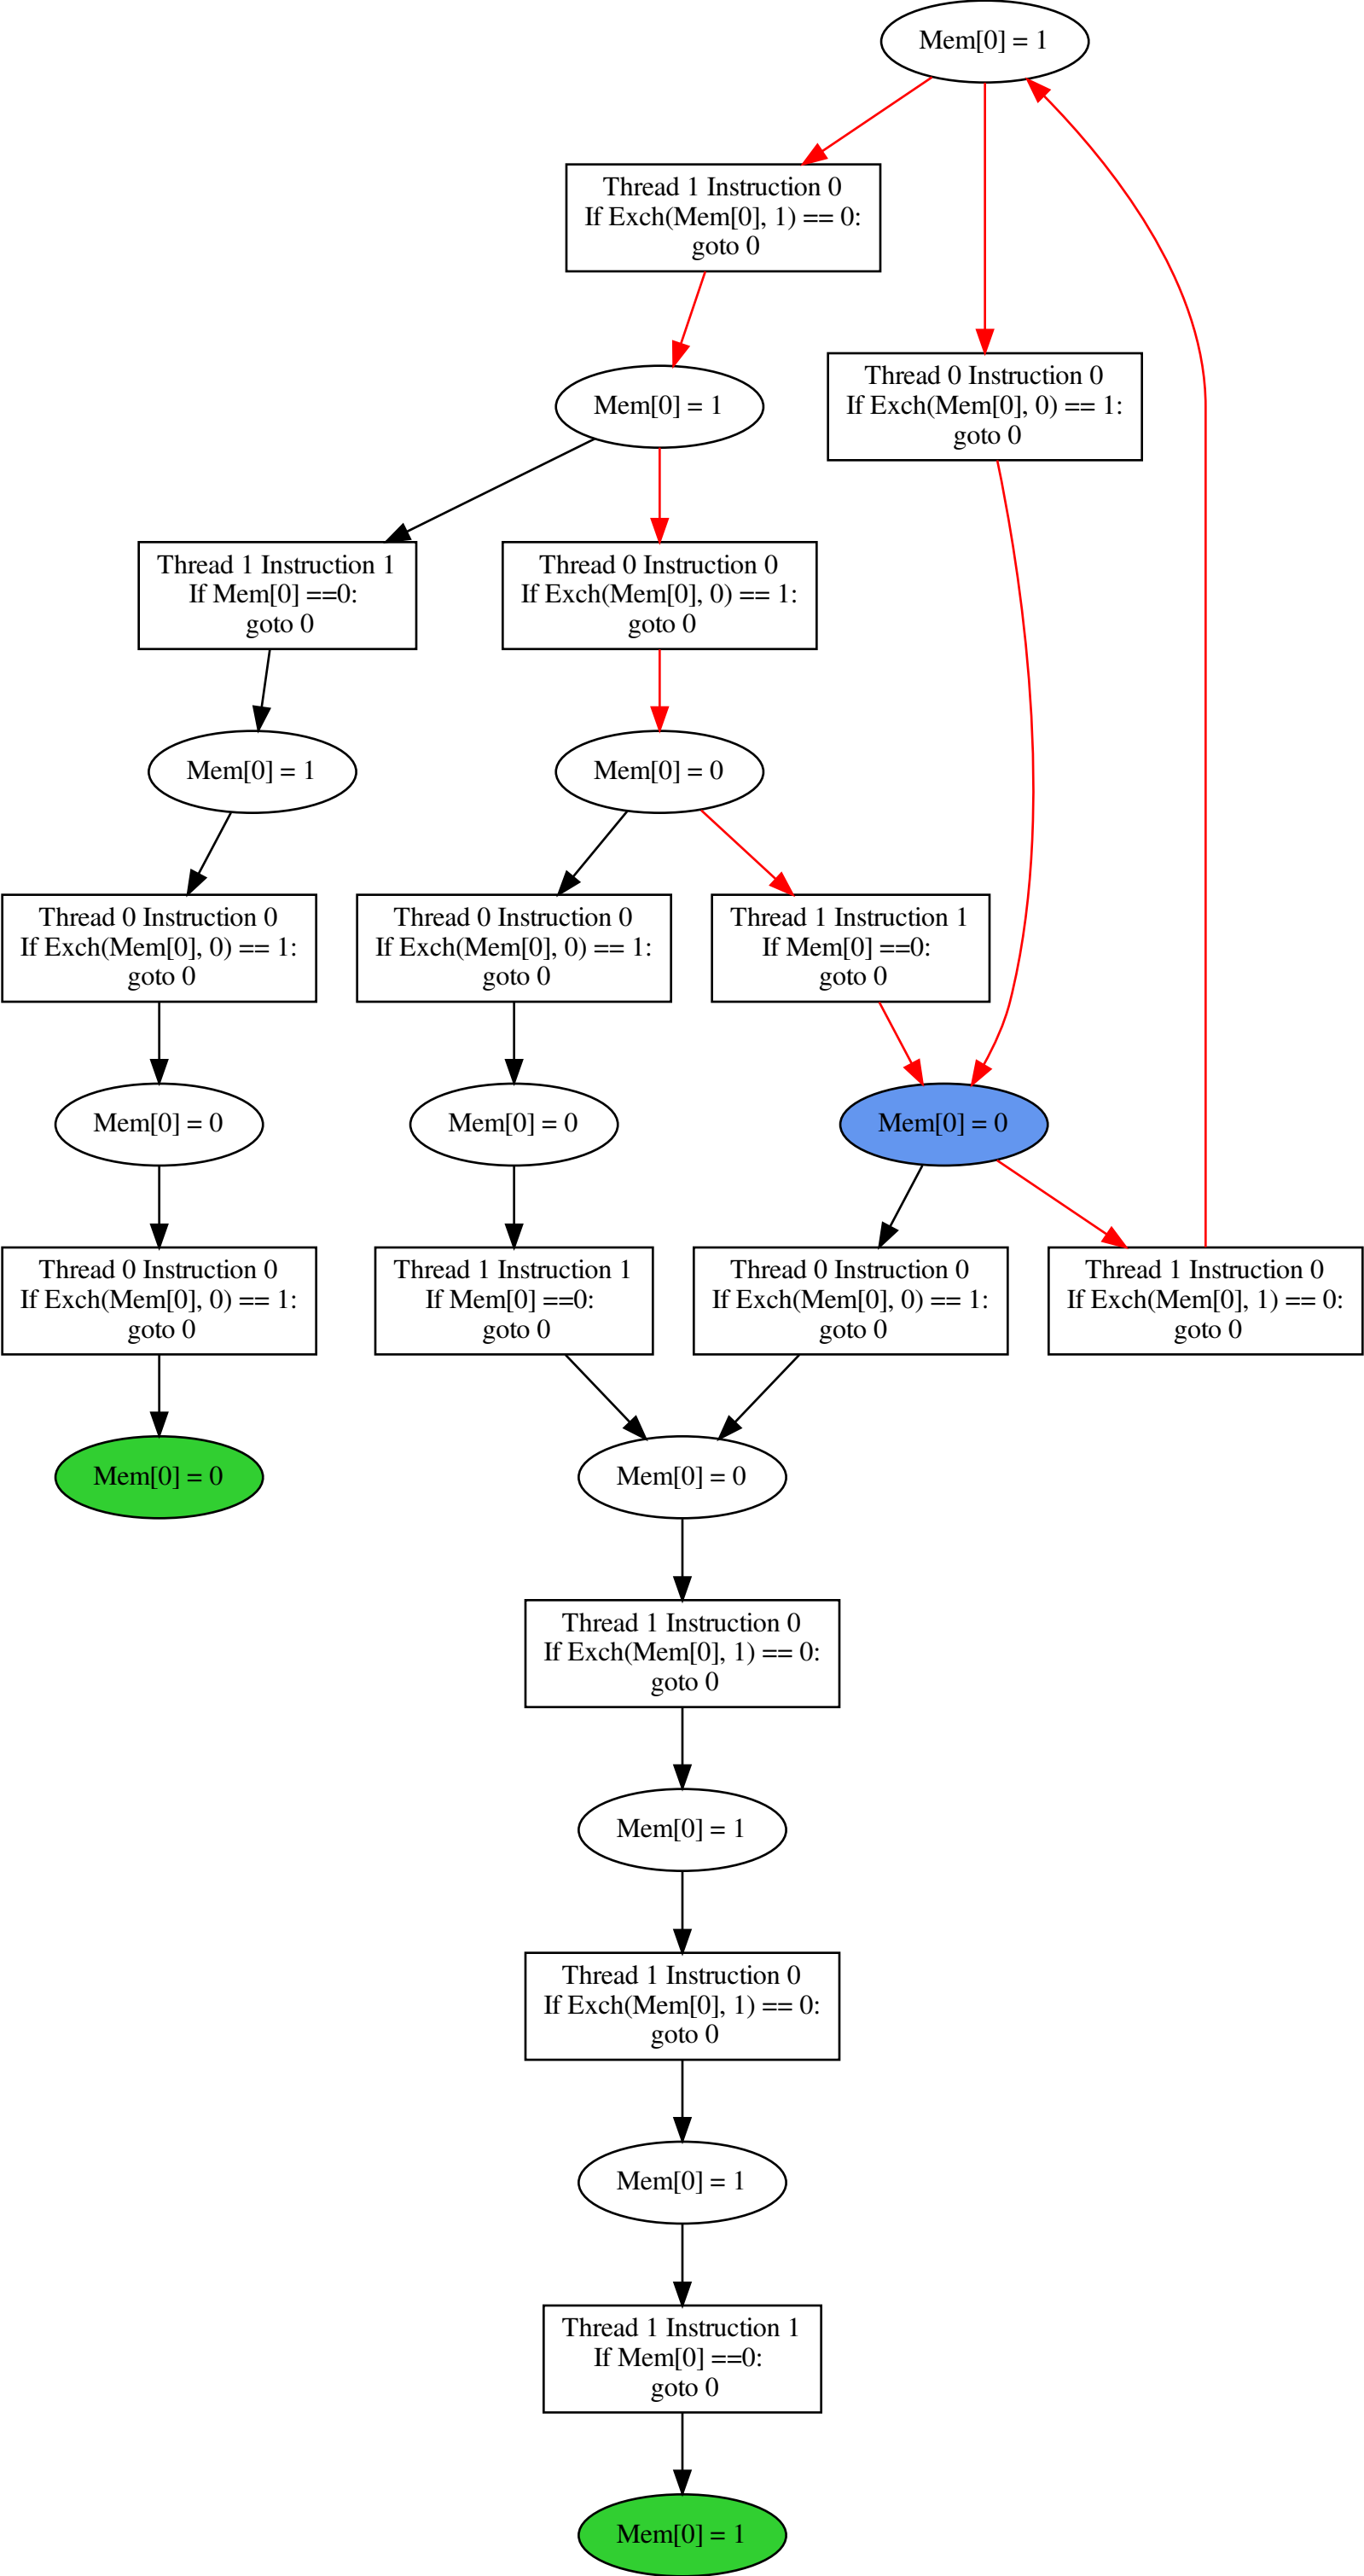 Mem[0] = 1
Thread 1 Instruction 0
If Exch(Mem[0], 1) == 0:
goto 0
Thread 0 Instruction 0
If Exch(Mem[0], 0) == 1:
goto 0
Mem[0] = 1
Thread 1 Instruction 1
If Mem[0] ==0:
goto 0
Thread 0 Instruction 0
If Exch(Mem[0], 0) == 1:
goto 0
Mem[0] = 1
Mem[0] = 0
Thread 0 Instruction 0
If Exch(Mem[0], 0) == 1:
goto 0
Thread 0 Instruction 0
If Exch(Mem[0], 0) == 1:
goto 0
Thread 1 Instruction 1
If Mem[0] ==0:
goto 0
Mem[0] = 0
Mem[0] = 0
Mem[0] = 0
Thread 0 Instruction 0
If Exch(Mem[0], 0) == 1:
goto 0
Thread 1 Instruction 1
If Mem[0] ==0:
goto 0
Thread 0 Instruction 0
If Exch(Mem[0], 0) == 1:
goto 0
Thread 1 Instruction 0
If Exch(Mem[0], 1) == 0:
goto 0
Mem[0] = 0
Mem[0] = 0
Thread 1 Instruction 0
If Exch(Mem[0], 1) == 0:
goto 0
Mem[0] = 1
Thread 1 Instruction 0
If Exch(Mem[0], 1) == 0:
goto 0
Mem[0] = 1
Thread 1 Instruction 1
If Mem[0] ==0:
goto 0
Mem[0] = 1